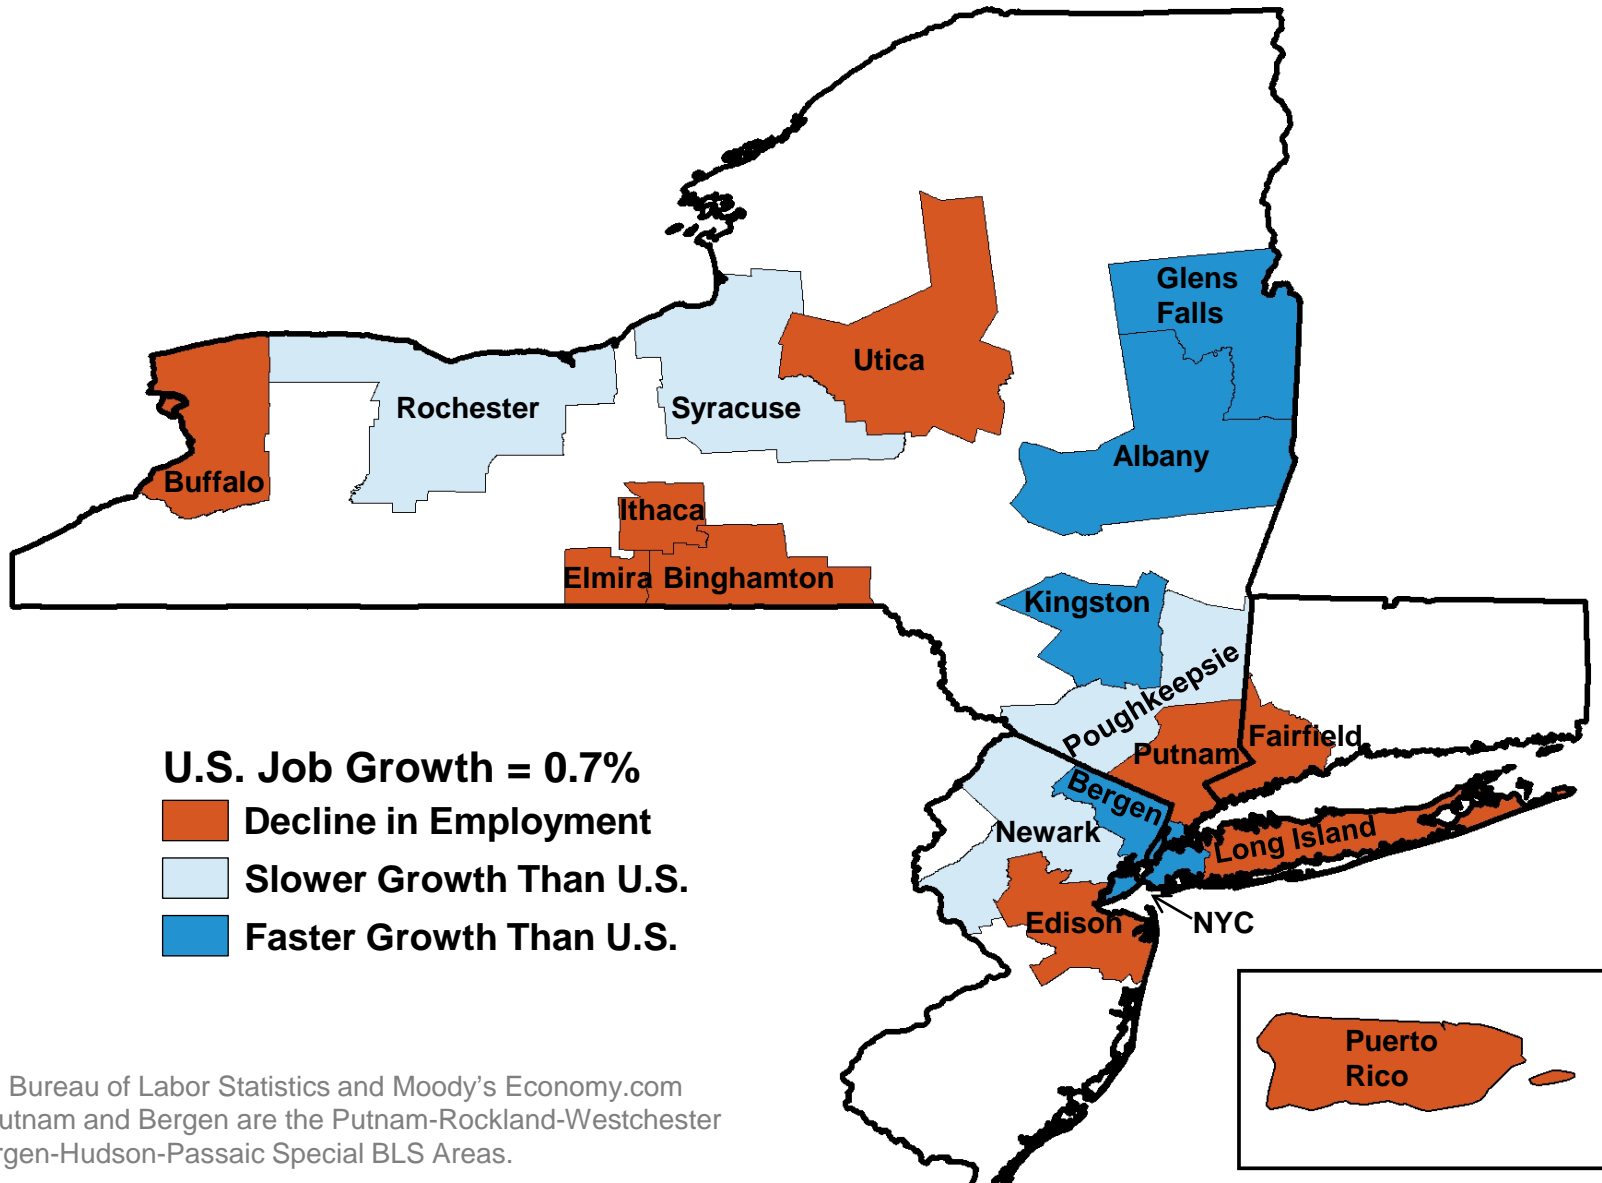 Glens
Falls
Utica
Rochester
Syracuse
Albany
Buffalo
Ithaca
Elmira
Binghamton
Kingston
Poughkeepsie
Putnam
Fairfield
Bergen
Newark
Long Island
Edison
NYC
U.S. Job Growth = 0.7%
Decline in Employment
Slower Growth Than U.S.
Faster Growth Than U.S.
Puerto
Rico
Bureau of Labor Statistics and Moody's Economy.com
utnam and Bergen are the Putnam-Rockland-Westchester
rgen-Hudson-Passaic Special BLS Areas.